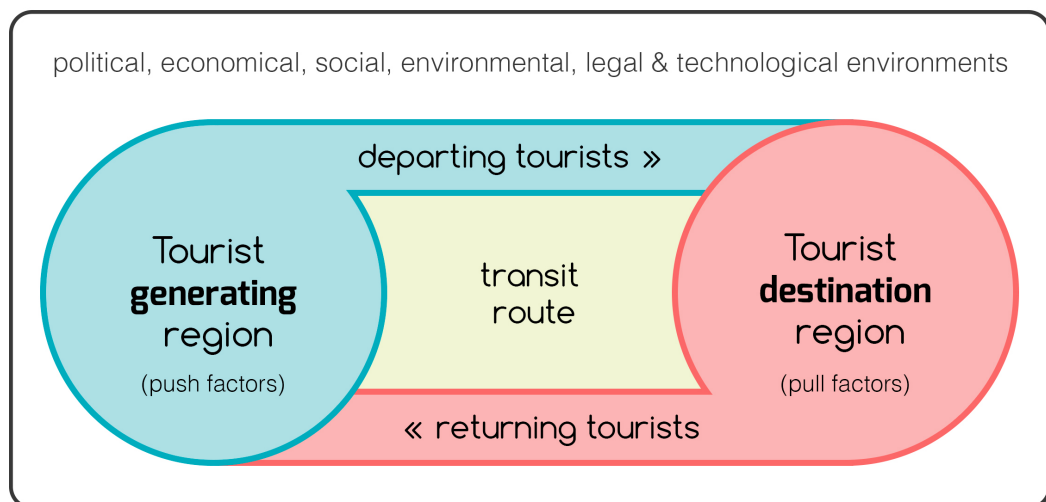 political, economical, social, environmental, legal & technological environments
departing tourists »
Tourist
generating
region
(push factors)
transit
route
Tourist
destination
region
(pull factors)
« returning tourists